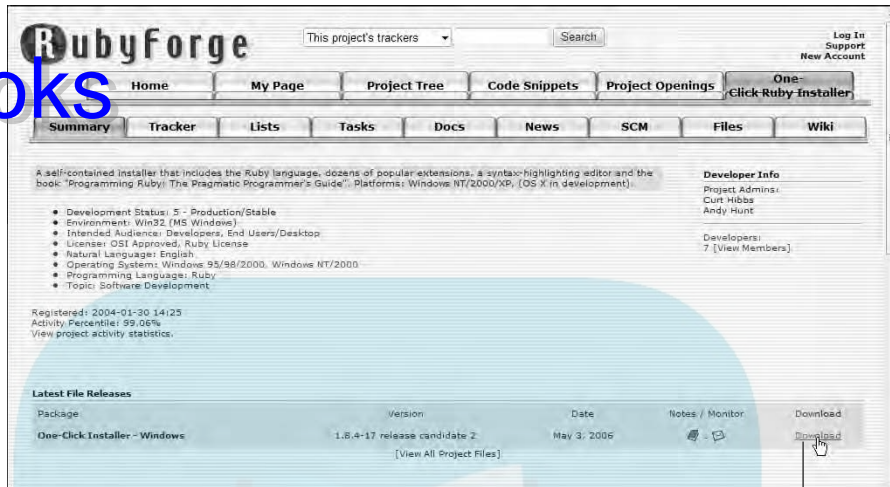 RubyForge
This project's trackers
Search
Log In
Support
New Account
oks
Home
My Page
Project Tree
Code Snippets
Project Openings
One-Click Ruby Installer
Summary
Tracker
Lists
Tasks
Docs
News
SCM
Files
Wiki
A self-contained installer that includes the Ruby language, dozens of popular extensions, a syntax-highlighting editor and the
book "Programming Ruby: The Pragmatic Programmer's Guide". Platforms: Windows NT/2000/XP, (OS X in development).
Developer Info
Project Admins:
Curt Hibbs
Andy Hunt
Developers:
7 [View Members]
Development Status: 5 - Production/Stable
Environment: Win32 (MS Windows)
Intended Audience: Developers, End Users/Desktop
License: OSI Approved, Ruby License
Natural Language: English
Operating System: Windows 95/98/2000, Windows NT/2000
Programming Language: Ruby
Topic: Software Development
Registered: 2004-01-30 14:25
Activity Percentile: 99.06%
View project activity statistics.
Latest File Releases
Package Version Date Notes / Monitor Download
One-Click Installer - Windows 1.8.4-17 release candidate 2 May 3, 2006 - Download
[View All Project Files]